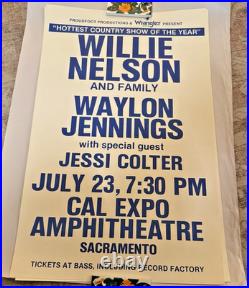 PROUDFOOT PRODUCTIONS & Wrangler PRESENT
"HOTTEST COUNTRY SHOW OF THE YEAR"
WILLIE
NELSON
AND FAMILY
WAYLON
JENNINGS
with special guest
JESSI COLTER
JULY 23, 7:30 PM
CAL EXPO
AMPHITHEATRE
SACRAMENTO
TICKETS AT BASS, INCLUDING RECORD FACTORY